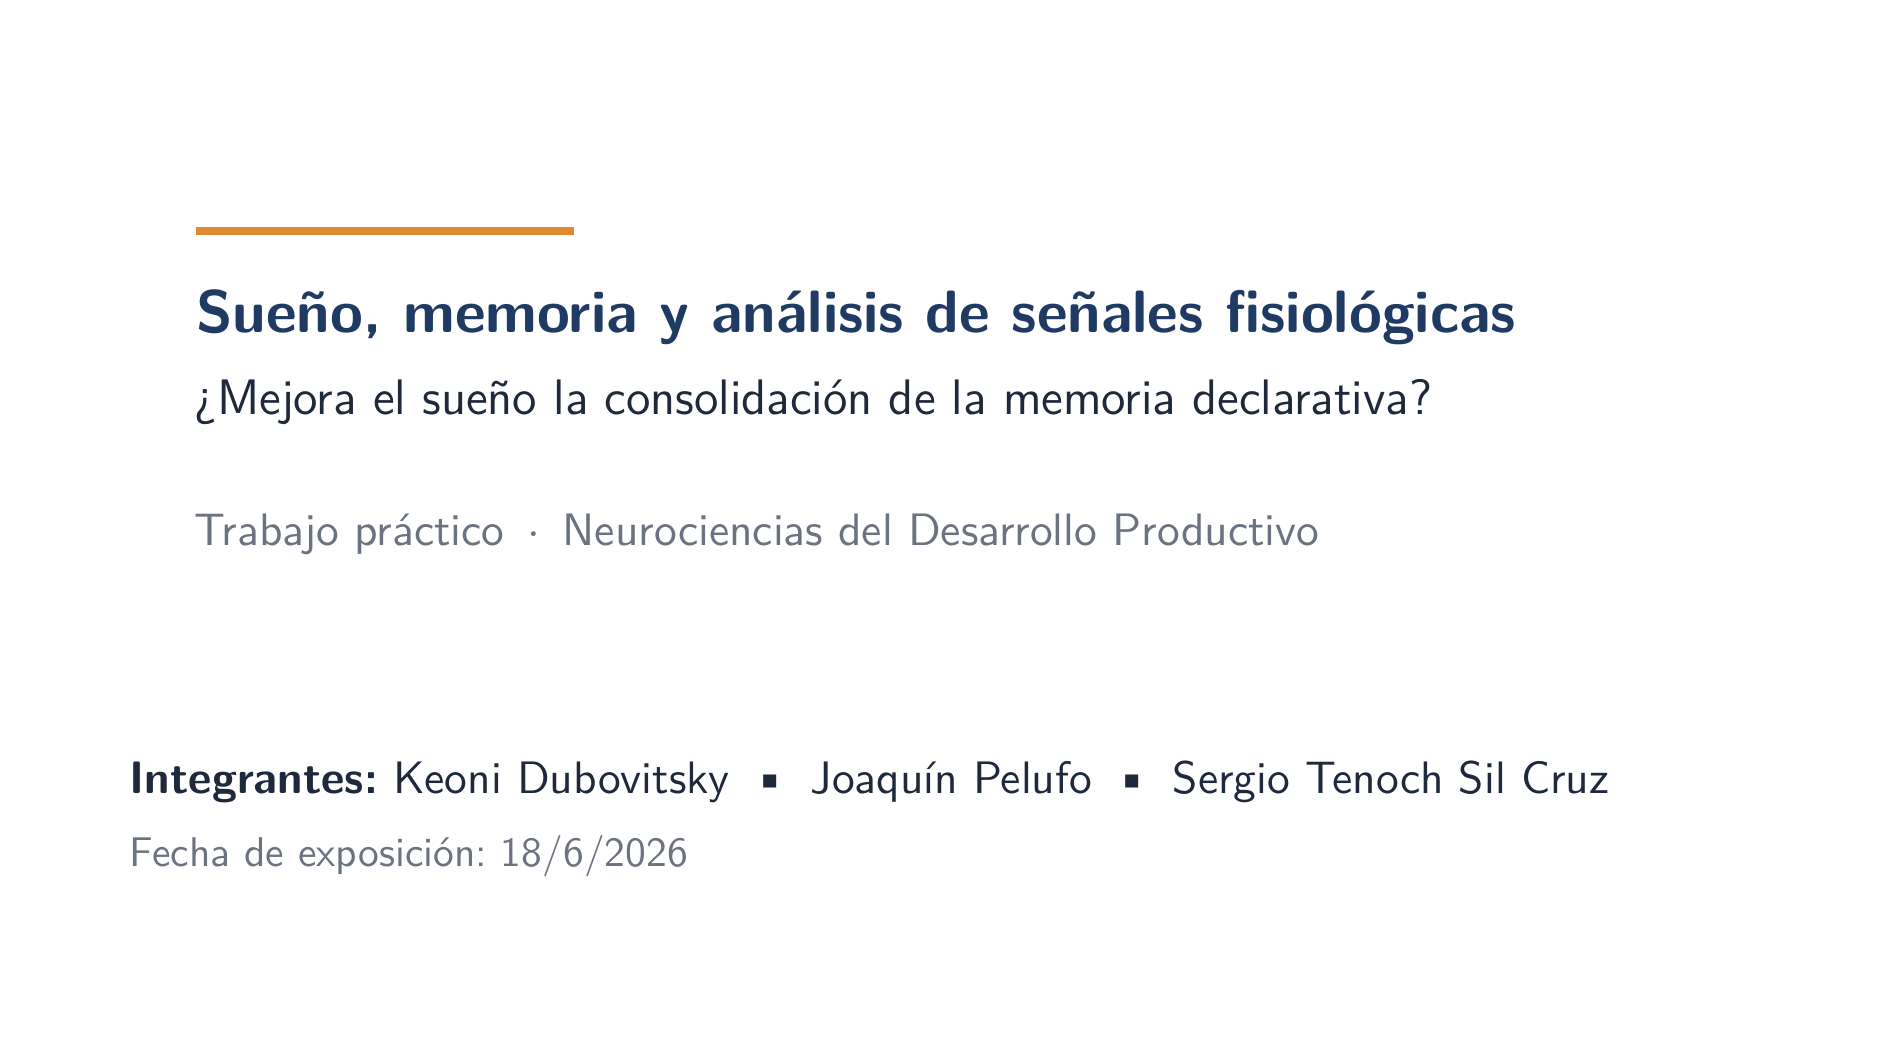 Sueño, memoria y análisis de señales fisiológicas
¿Mejora el sueño la consolidación de la memoria declarativa?
Trabajo práctico · Neurociencias del Desarrollo Productivo
Integrantes: Keoni Dubovitsky ▪ Joaquín Pelufo ▪ Sergio Tenoch Sil Cruz
Fecha de exposición: 18/6/2026